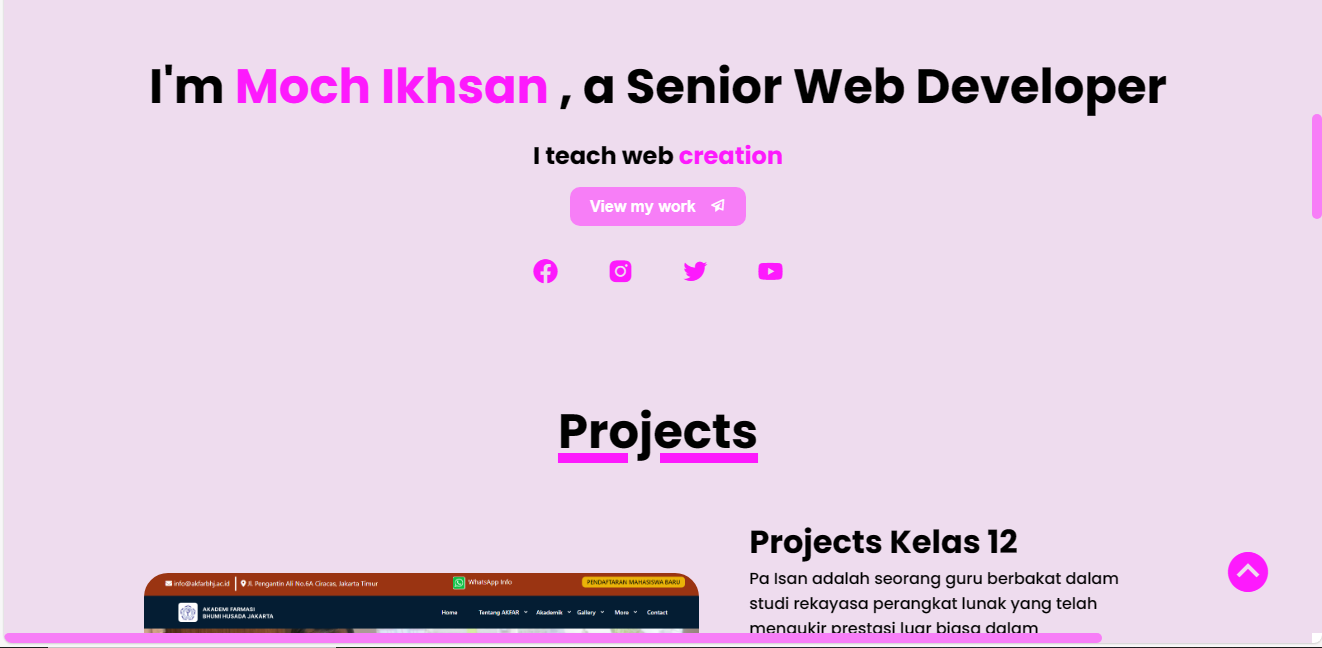 I'm Moch Ikhsan , a Senior Web Developer
I teach web creation
View my work
Projects
info@akfarbhj.ac.id
Jl. Pengantin Ali No.6A Ciracas, Jakarta Timur
WhatsApp Info
PENDAFTARAN MAHASISWA BARU
AKADEMI FARMASI
BHUMI HUSADA JAKARTA
Home
Tentang AKFAR
Akademik
Gallery
More
Contact
Projects Kelas 12
Pa Isan adalah seorang guru berbakat dalam
studi rekayasa perangkat lunak yang telah
mengukir prestasi luar biasa dalam